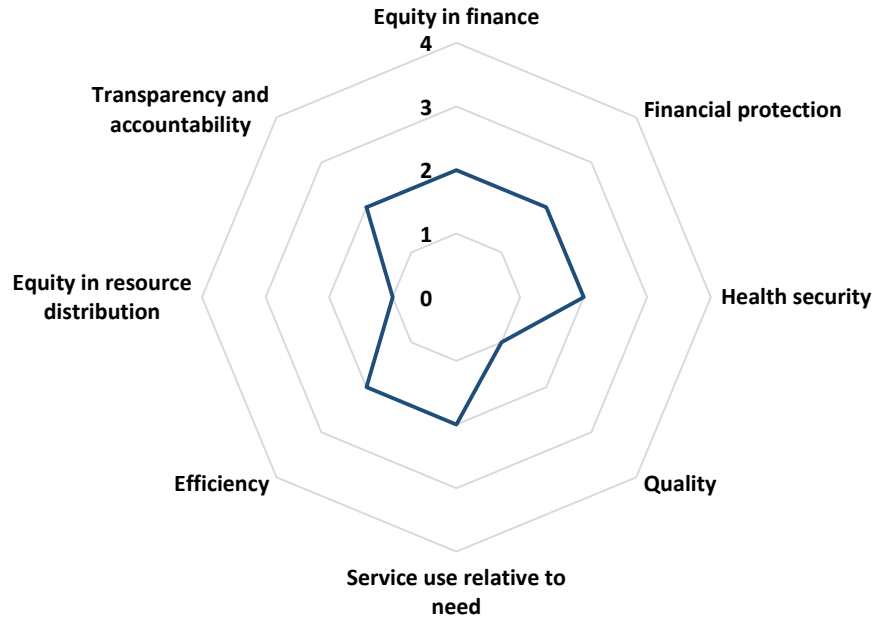 Equity in finance
4
Transparency and
accountability
Financial protection
3
2
1
Equity in resource
distribution
0
Health security
Efficiency
Quality
Service use relative to
need